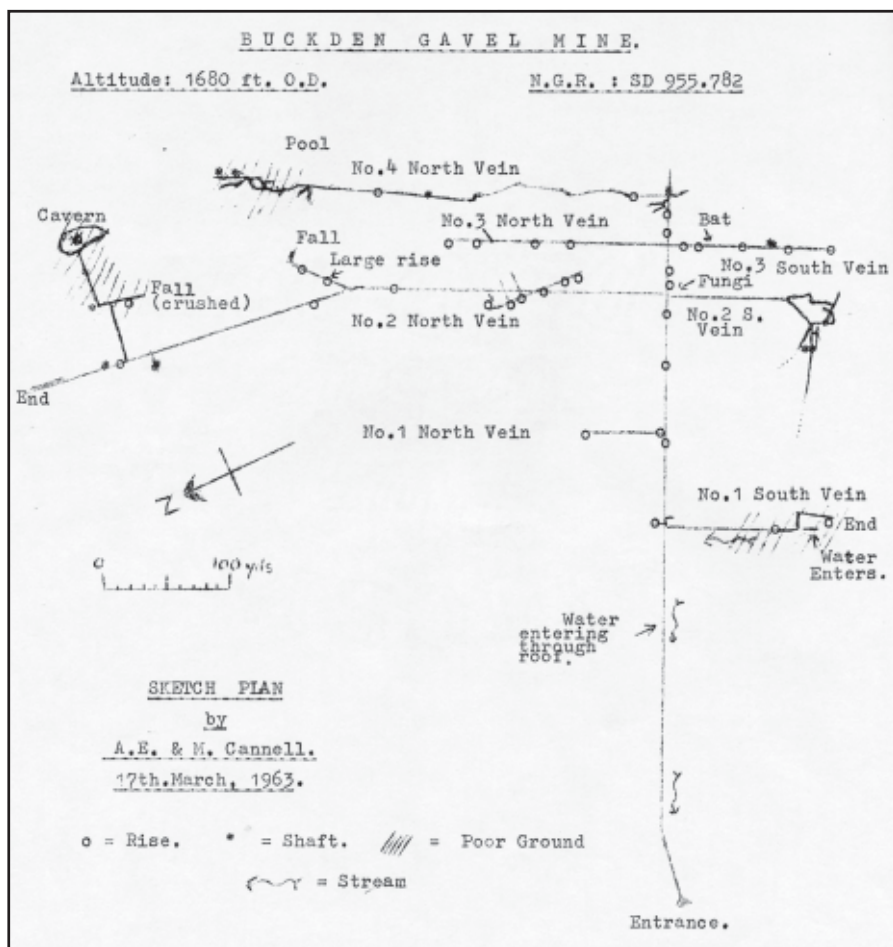 BUCKDEN GAVEL MINE.
Altitude: 1680 ft. O.D.
N.G.R. : SD 955.782
Pool
No.4 North Vein
Cavern
No.3 North Vein
Bat
Fall
Large rise
No.3 South Vein
Fungi
Fall
(crushed)
No.2 North Vein
No.2 S.
Vein
End
No.1 North Vein
N
No.1 South Vein
End
Water
Enters.
0 100 yds
Water
entering
through
roof.
SKETCH PLAN
by
A.E. & M. Cannell.
17th.March, 1963.
o = Rise. * = Shaft. = Poor Ground
= Stream
Entrance.